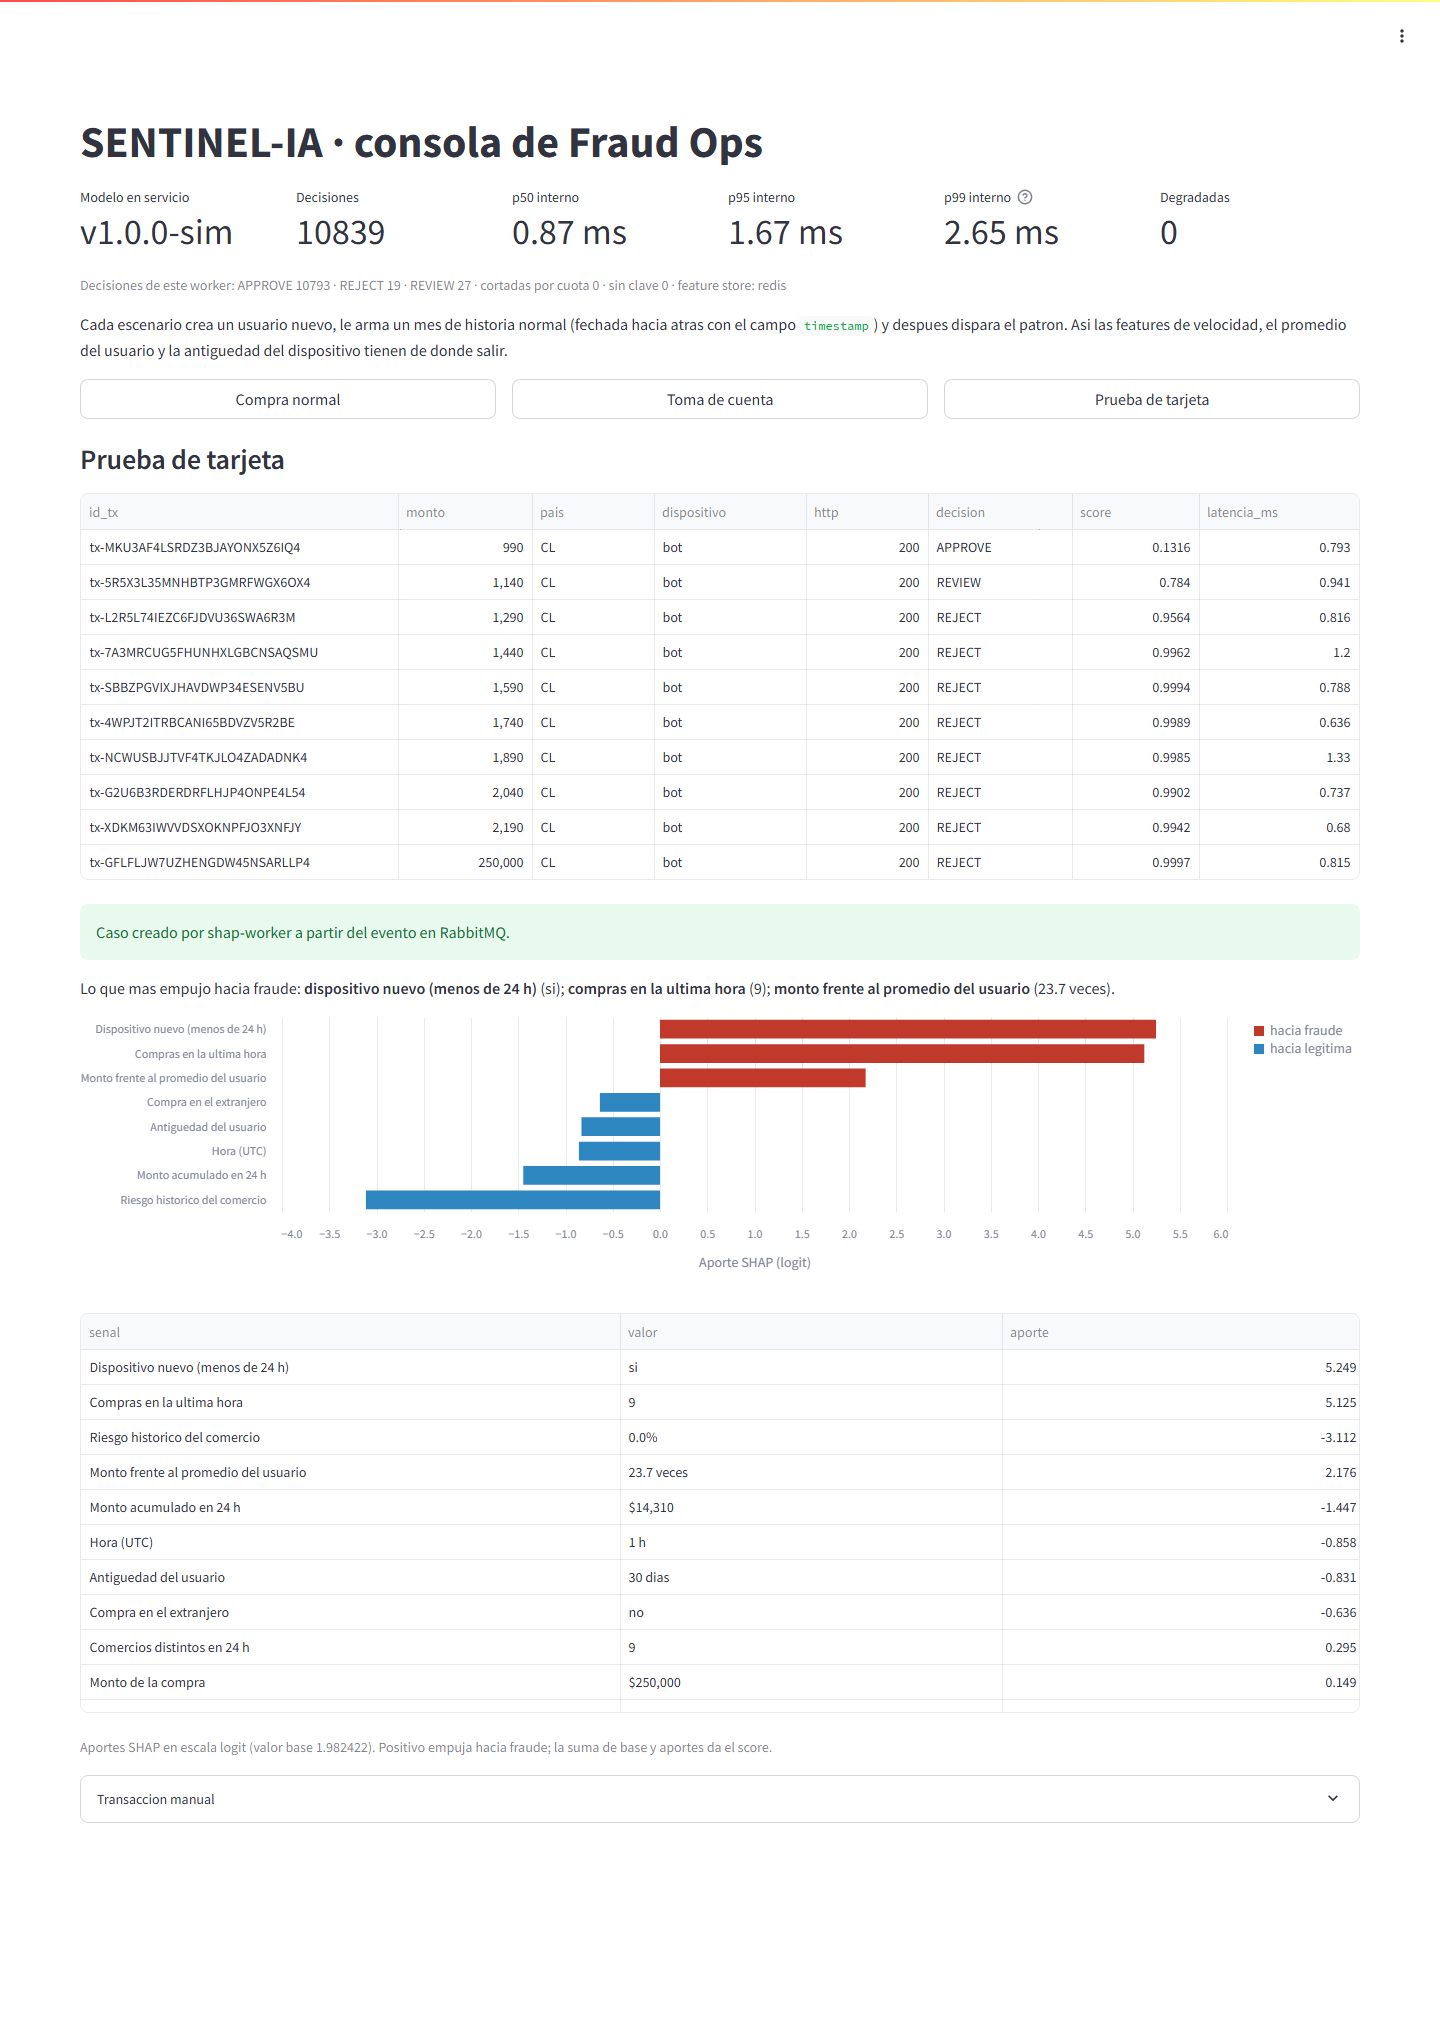 SENTINEL-IA · consola de Fraud Ops
Modelo en servicio Decisiones p50 interno p95 interno p99 interno Degradadas
v1.0.0-sim 10839 0.87 ms 1.67 ms 2.65 ms 0
Decisiones de este worker: APPROVE 10793 · REJECT 19 · REVIEW 27 · cortadas por cuota 0 · sin clave 0 · feature store: redis
Cada escenario crea un usuario nuevo, le arma un mes de historia normal (fechada hacia atras con el campo timestamp ) y despues dispara el patron. Asi las features de velocidad, el promedio
del usuario y la antiguedad del dispositivo tienen de donde salir.
Compra normal Toma de cuenta Prueba de tarjeta
Prueba de tarjeta
id_tx monto pais dispositivo http decision score latencia_ms
tx-MKU3AF4LSRDZ3BJAYONX5Z6IQ4 990 CL bot 200 APPROVE 0.1316 0.793
tx-5R5X3L35MNHBTP3GMRFWGX6OX4 1,140 CL bot 200 REVIEW 0.784 0.941
tx-L2R5L74IEZC6FJDVU36SWA6R3M 1,290 CL bot 200 REJECT 0.9564 0.816
tx-7A3MRCUG5FHUNHXLGBCNSAQSMU 1,440 CL bot 200 REJECT 0.9962 1.2
tx-SBBZPGVIXJHAVDWP34ESENV5BU 1,590 CL bot 200 REJECT 0.9994 0.788
tx-4WPJT2ITRBCANI65BDVZV5R2BE 1,740 CL bot 200 REJECT 0.9989 0.636
tx-NCWUSBJJTVF4TKJLO4ZADADNK4 1,890 CL bot 200 REJECT 0.9985 1.33
tx-G2U6B3RDERDRFLHJP4ONPE4L54 2,040 CL bot 200 REJECT 0.9902 0.737
tx-XDKM63IWVVDSXOKNPFJO3XNFJY 2,190 CL bot 200 REJECT 0.9942 0.68
tx-GFLFLJW7UZHENGDW45NSARLLP4 250,000 CL bot 200 REJECT 0.9997 0.815
Caso creado por shap-worker a partir del evento en RabbitMQ.
Lo que mas empujo hacia fraude: dispositivo nuevo (menos de 24 h) (si); compras en la ultima hora (9); monto frente al promedio del usuario (23.7 veces).
Dispositivo nuevo (menos de 24 h)
Compras en la ultima hora
Monto frente al promedio del usuario
Compra en el extranjero
Antiguedad del usuario
Hora (UTC)
Monto acumulado en 24 h
Riesgo historico del comercio
hacia fraude
hacia legitima
−4.0 −3.5 −3.0 −2.5 −2.0 −1.5 −1.0 −0.5 0.0 0.5 1.0 1.5 2.0 2.5 3.0 3.5 4.0 4.5 5.0 5.5 6.0
Aporte SHAP (logit)
senal valor aporte
Dispositivo nuevo (menos de 24 h) si 5.249
Compras en la ultima hora 9 5.125
Riesgo historico del comercio 0.0% -3.112
Monto frente al promedio del usuario 23.7 veces 2.176
Monto acumulado en 24 h $14,310 -1.447
Hora (UTC) 1 h -0.858
Antiguedad del usuario 30 dias -0.831
Compra en el extranjero no -0.636
Comercios distintos en 24 h 9 0.295
Monto de la compra $250,000 0.149
Aportes SHAP en escala logit (valor base 1.982422). Positivo empuja hacia fraude; la suma de base y aportes da el score.
Transaccion manual